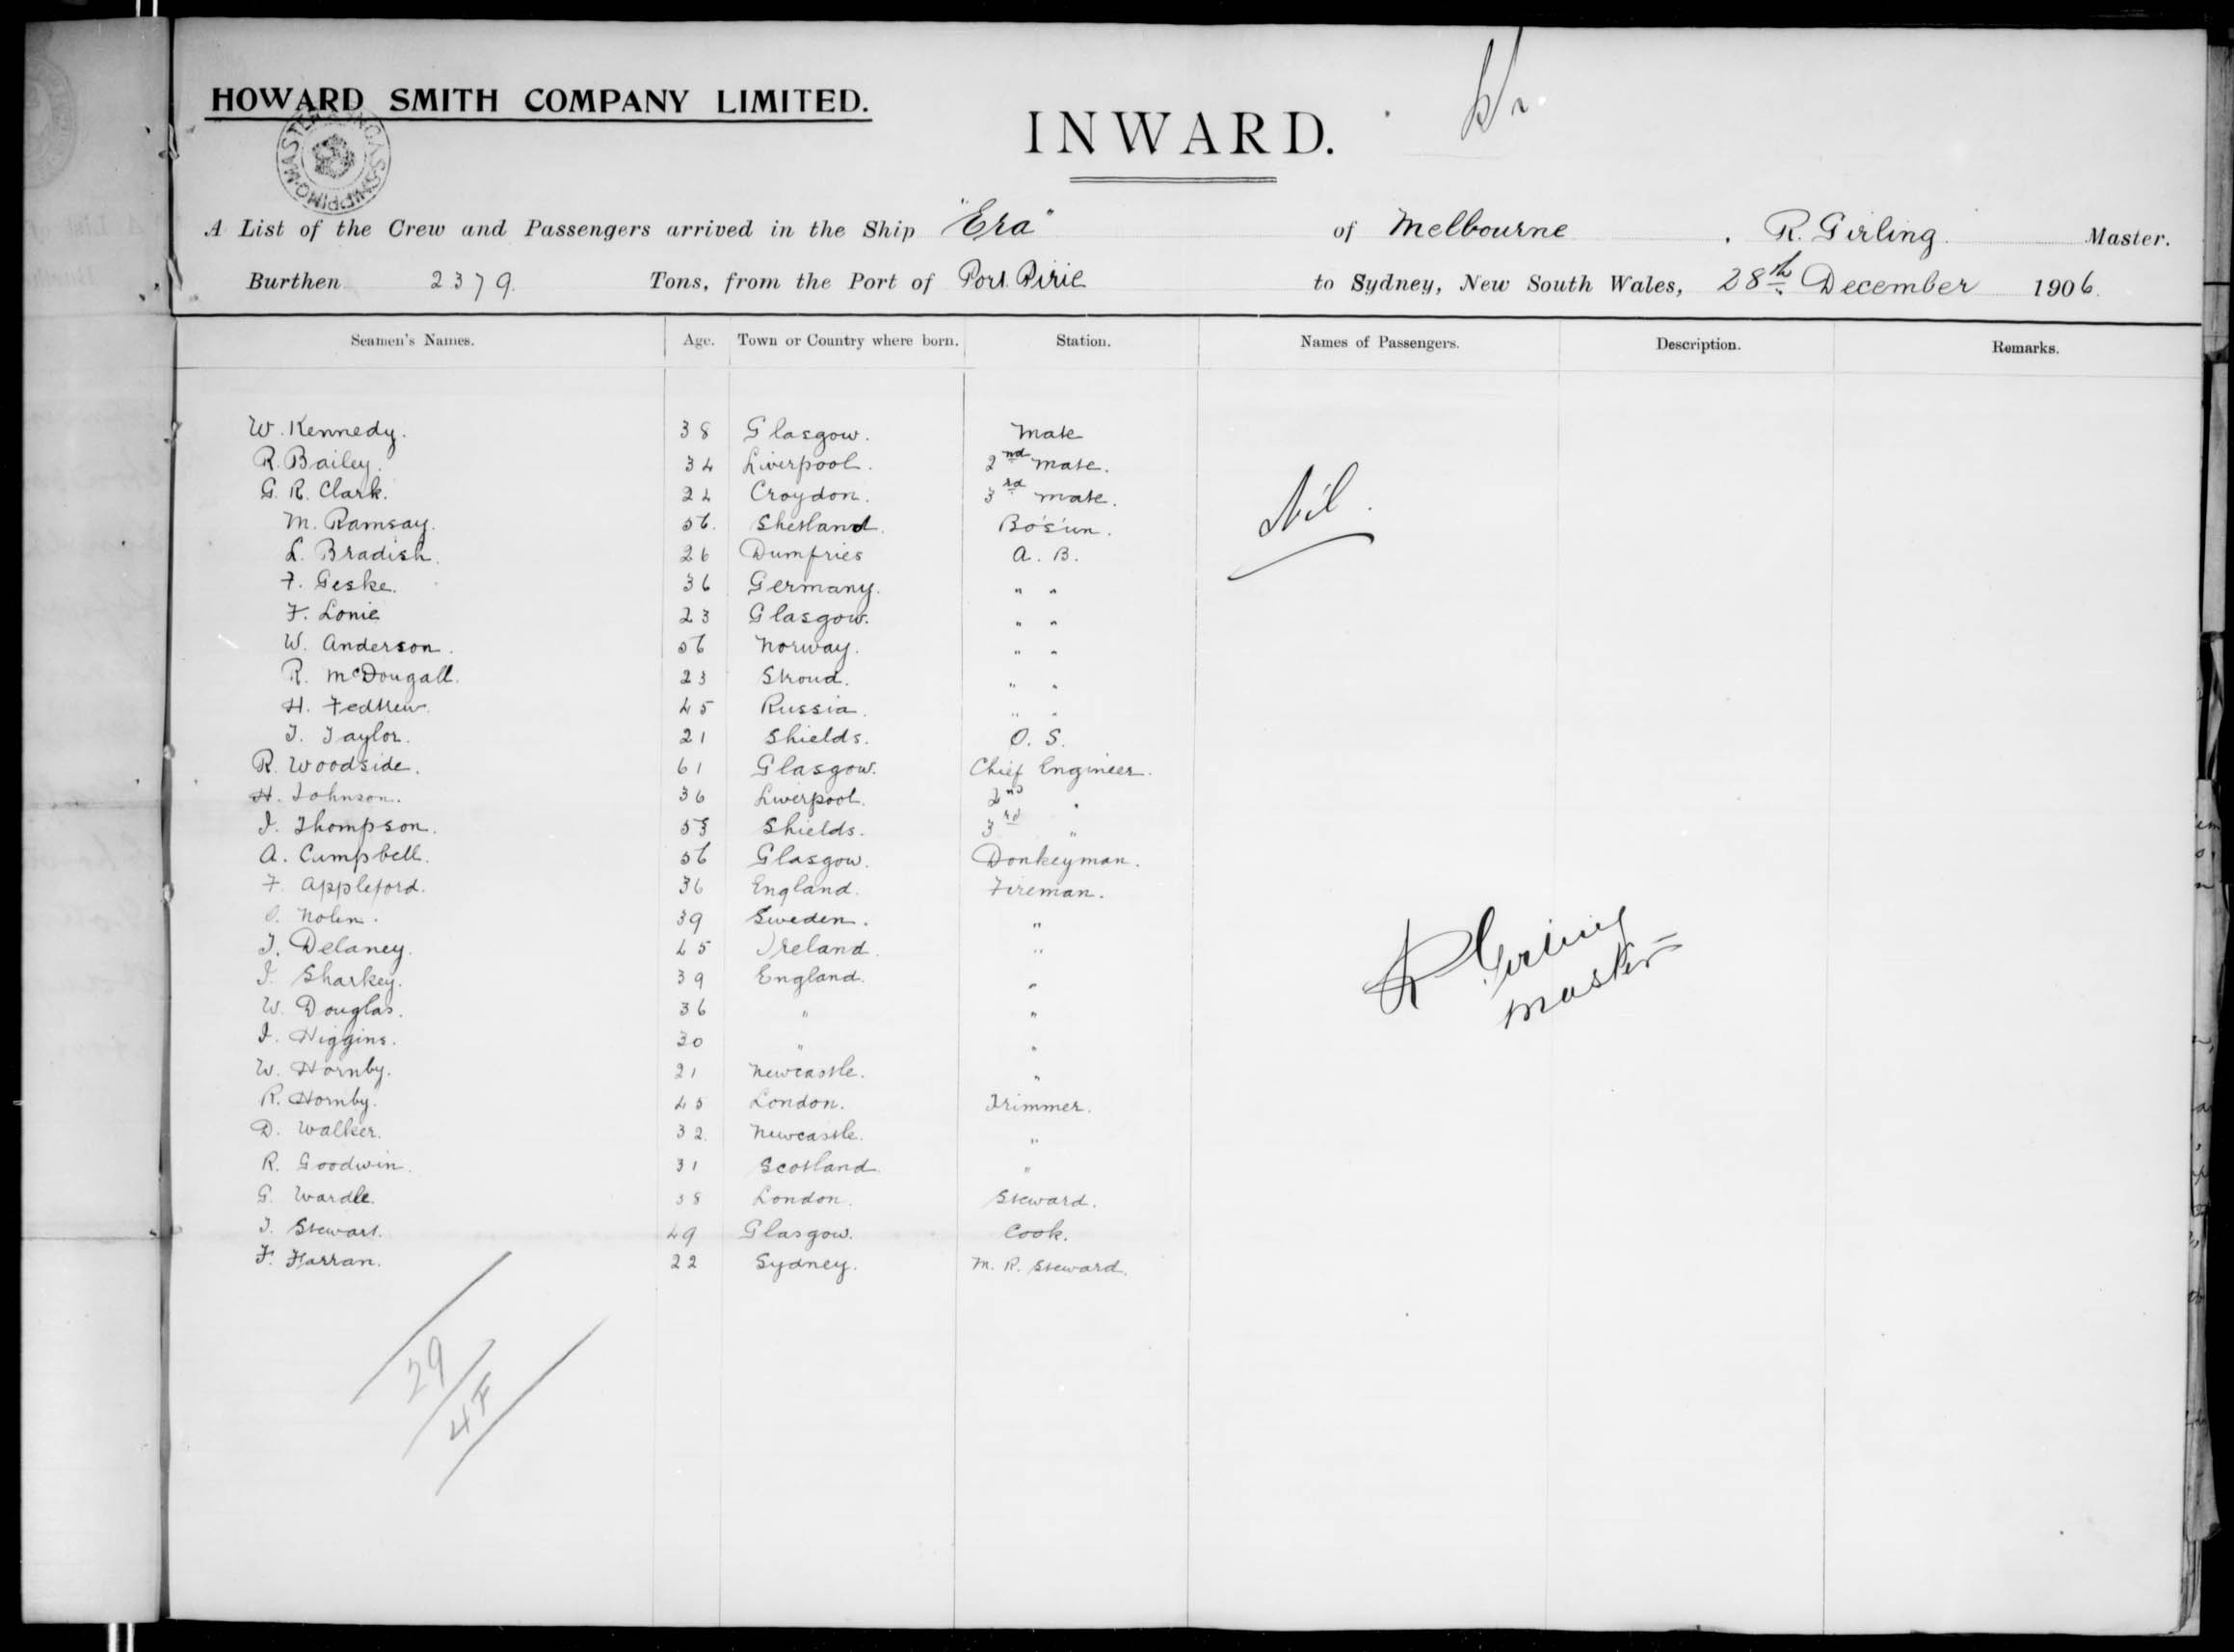 HOWARD SMITH COMPANY LIMITED.
INWARD.
A List of the Crew and Passengers arrived in the Ship "Era" of Melbourne, R. Girling Master.
Burthen 2379 Tons, from the Port of Port Pirie to Sydney, New South Wales, 28th December 1906.
Seamen's Names. Age. Town or Country where born. Station. Names of Passengers. Description. Remarks.
W. Kennedy. 38 Glasgow. Mate
R. Bailey. 34 Liverpool. 2nd Mate.
G. R. Clark. 24 Croydon. 3rd Mate.
Nil.
M. Ramsay. 56. Shetland. Bo's'un.
L. Bradish. 26 Dumfries A. B.
F. Geske. 36 Germany. " "
F. Lonie 23 Glasgow. " "
W. Anderson. 56 Norway. " "
R. McDougall. 23 Stroud. " "
H. 45 Russia. " "
T. Taylor. 21 Shields. O. S.
R. Woodside. 61 Glasgow. Chief Engineer.
H. Johnson. 36 Liverpool. 2nd "
J. Thompson. 53 Shields. 3rd "
A. Campbell. 56 Glasgow. Donkeyman.
F. Appleford. 36 England. Fireman.
Nolin. 39 Sweden. "
J. Delaney. 45 Ireland. "
J. Sharkey. 39 England. "
W. Douglas. 36 " "
J. Higgins. 30 " "
W. Hornby. 21 Newcastle. "
R. Hornby. 45 London. Trimmer.
D. Walker. 32. Newcastle. "
R. Goodwin. 31 Scotland. "
G. Wardle. 38 London. Steward.
J. Stewart. 49 Glasgow. Cook.
F. Farran. 22 Sydney. M. R. Steward.
R Girling
Master
29
4F